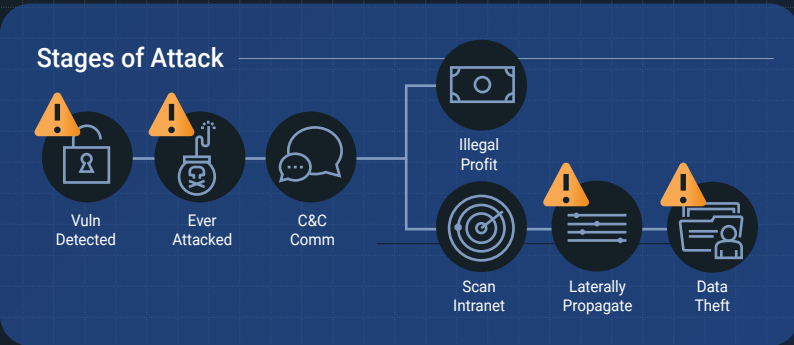 Stages of Attack
Vuln
Detected
Ever
Attacked
C&C
Comm
Illegal
Profit
Scan
Intranet
Laterally
Propagate
Data
Theft